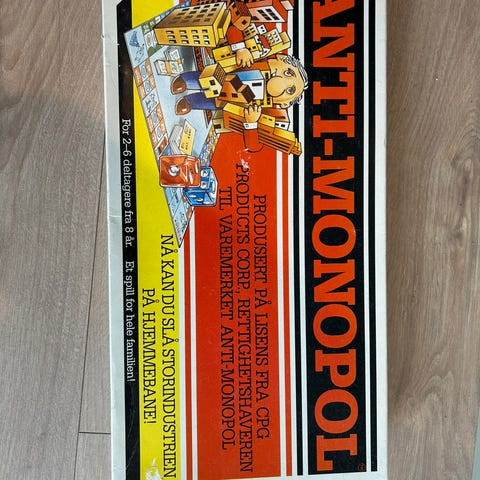 ANTI-MONOPOL
PRODUSERT PÅ LISENS FRA CPG
PRODUCTS CORP., RETTIGHETSHAVEREN
TIL VAREMERKET ANTI-MONOPOL
NÅ KAN DU SLÅ STORINDUSTRIEN
PÅ HJEMMEBANE!
For 2–6 deltagere fra 8 år. Et spill for hele familien!